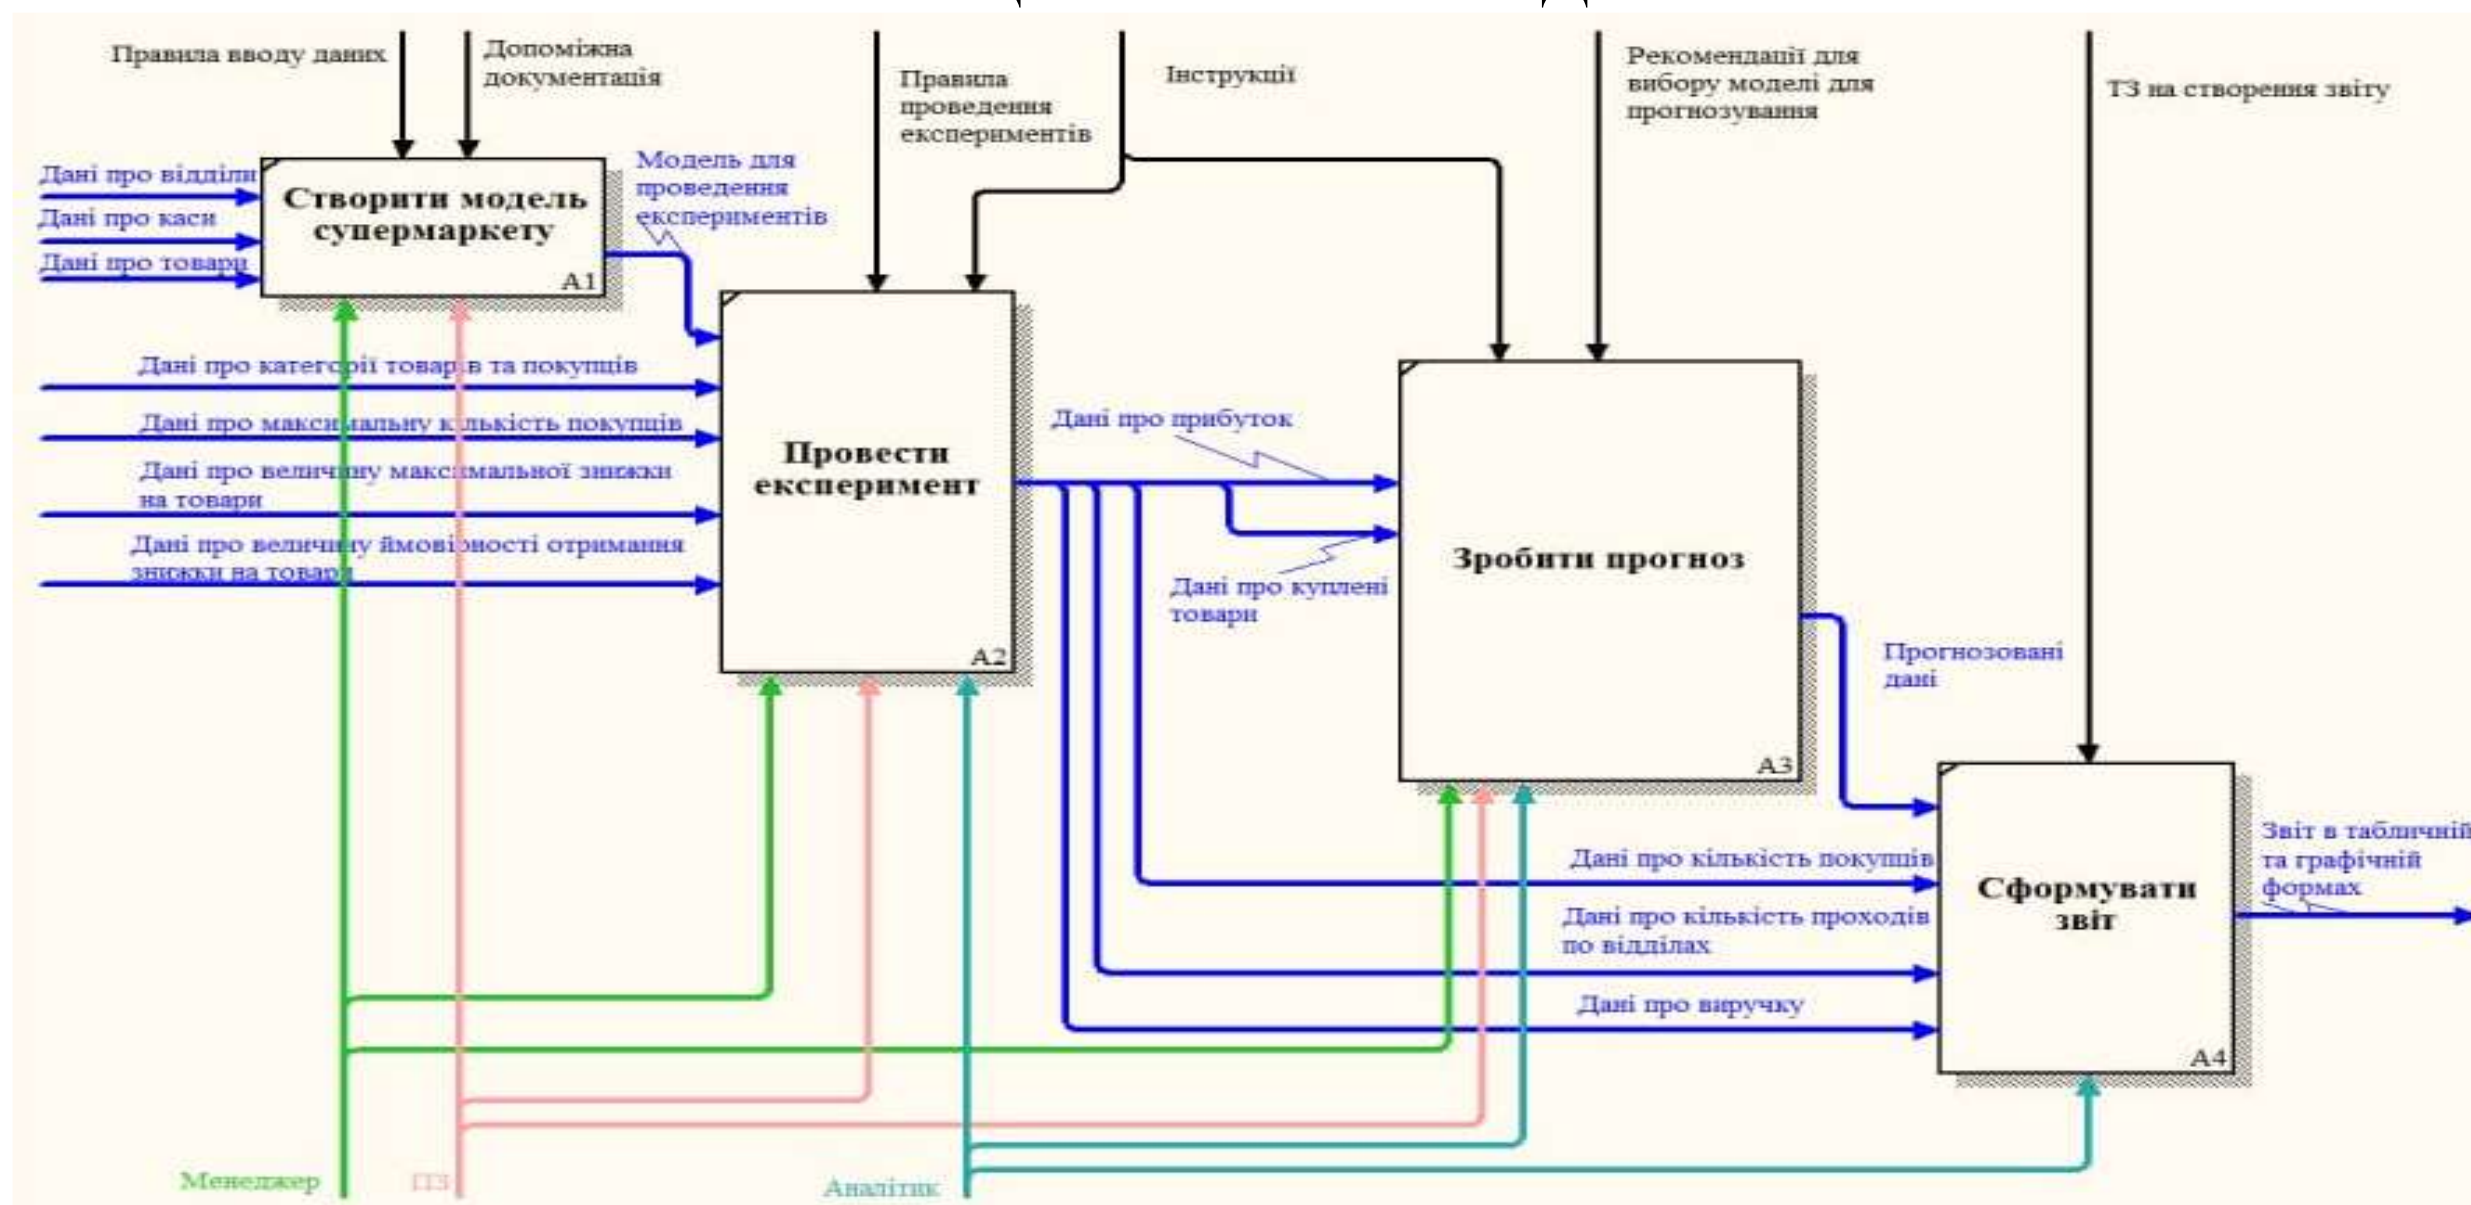 Правила вводу даних
Допоміжна
документація
Правила
проведення
експериментів
Інструкції
Рекомендації для
вибору моделі для
прогнозування
ТЗ на створення звіту
Дані про відділи
Дані про каси
Дані про товари
Створити модель
супермаркету
A1
Модель для
проведення
експериментів
Дані про категорії товарів та покупців
Дані про максимальну кількість покупців
Дані про величину максимальної знижки
на товари
Дані про величину ймовірності отримання
знижки на товари
Провести
експеримент
A2
Дані про прибуток
Дані про куплені
товари
Зробити прогноз
A3
Прогнозовані
дані
Дані про кількість покупців
Дані про кількість проходів
по відділах
Дані про виручку
Сформувати
звіт
A4
Звіт в табличній
та графічній
формах
Менеджер
ПЗ
Аналітик